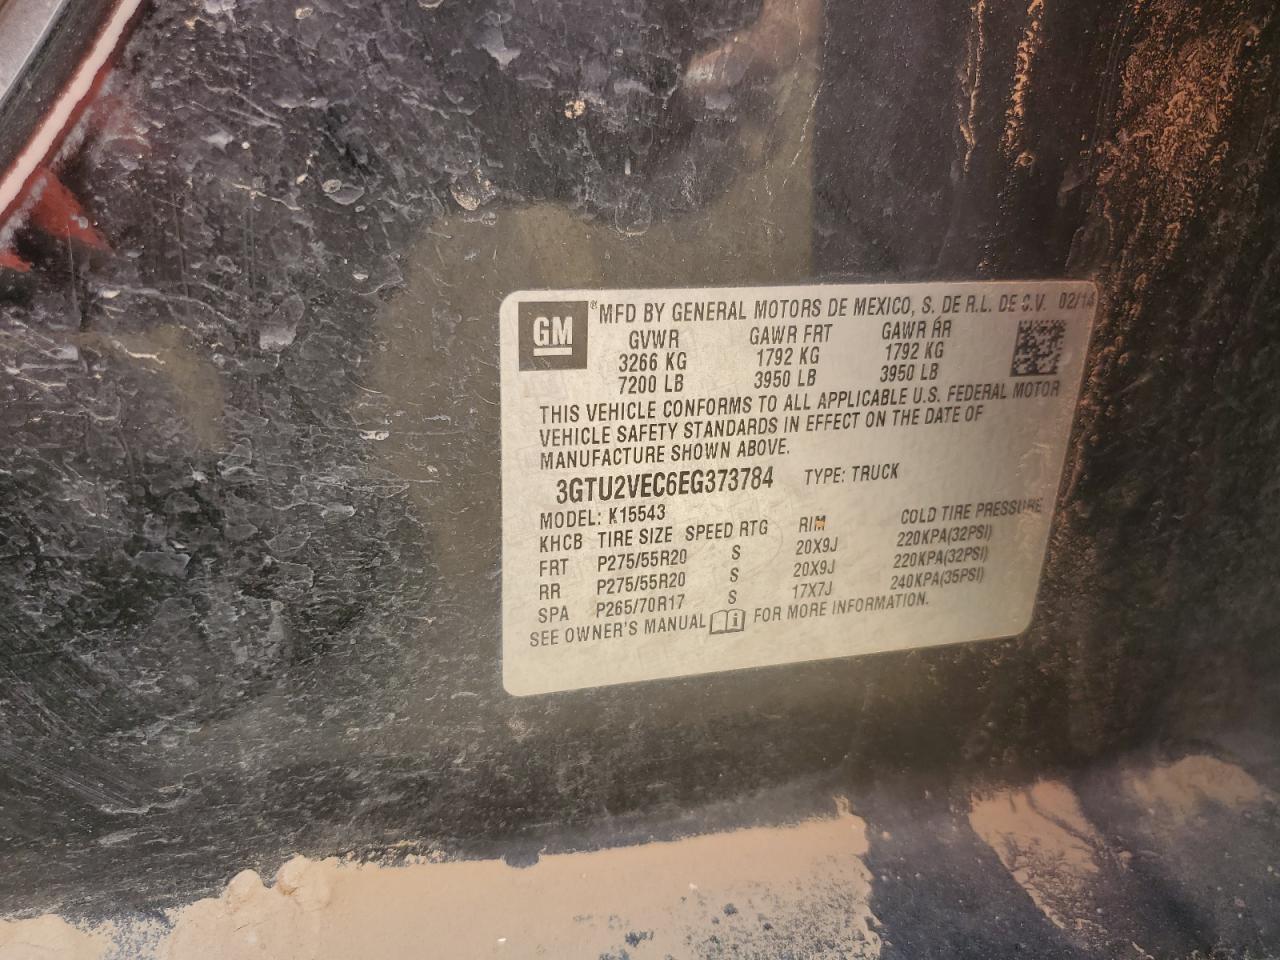 GM ® MFD BY GENERAL MOTORS DE MEXICO, S. DE R.L. DE C.V. 02/14
GVWR GAWR FRT GAWR RR
3266 KG 1792 KG 1792 KG
7200 LB 3950 LB 3950 LB
THIS VEHICLE CONFORMS TO ALL APPLICABLE U.S. FEDERAL MOTOR
VEHICLE SAFETY STANDARDS IN EFFECT ON THE DATE OF
MANUFACTURE SHOWN ABOVE.
3GTU2VEC6EG373784 TYPE: TRUCK
MODEL: K15543
KHCB TIRE SIZE SPEED RTG RIM COLD TIRE PRESSURE
FRT P275/55R20 S 20X9J 220KPA(32PSI)
RR P275/55R20 S 20X9J 220KPA(32PSI)
SPA P265/70R17 S 17X7J 240KPA(35PSI)
SEE OWNER'S MANUAL i FOR MORE INFORMATION.